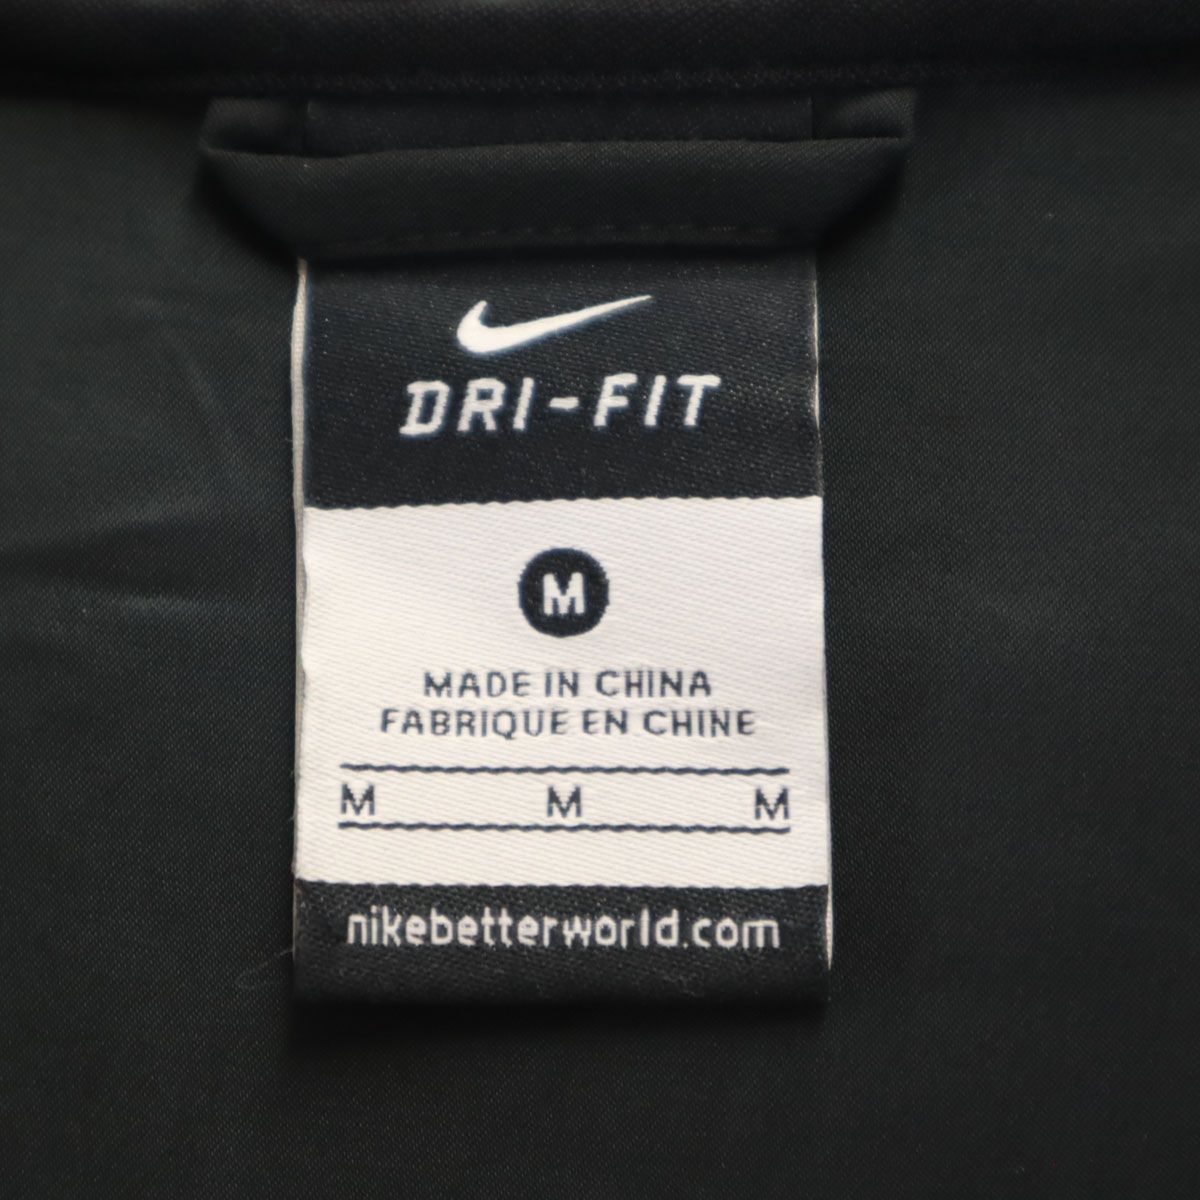 DRI-FIT
M
MADE IN CHINA
FABRIQUE EN CHINE
M M M
nikebetterworld.com